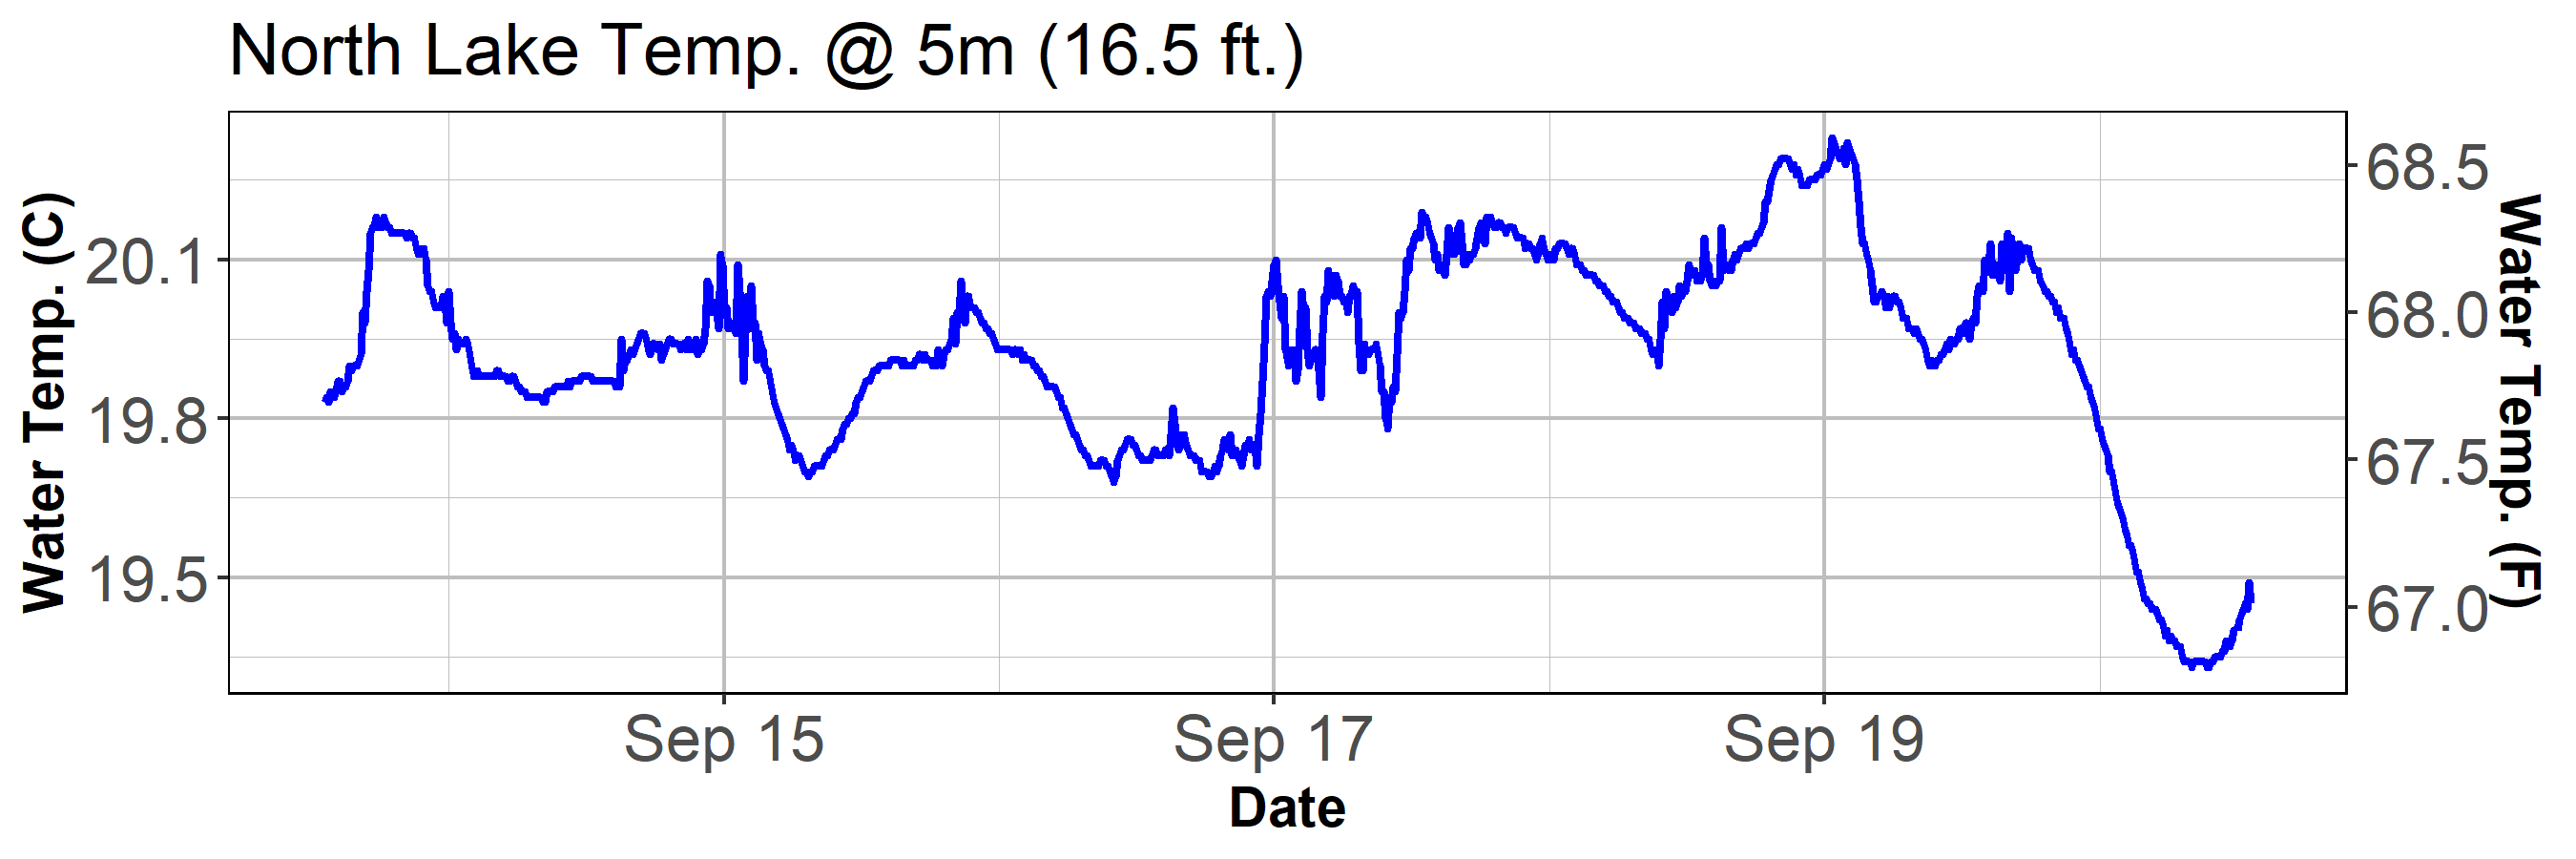 North Lake Temp. @ 5m (16.5 ft.)
Water Temp. (C)
20.1
19.8
19.5
68.5
68.0
67.5
67.0
Water Temp. (F)
Sep 15
Sep 17
Sep 19
Date